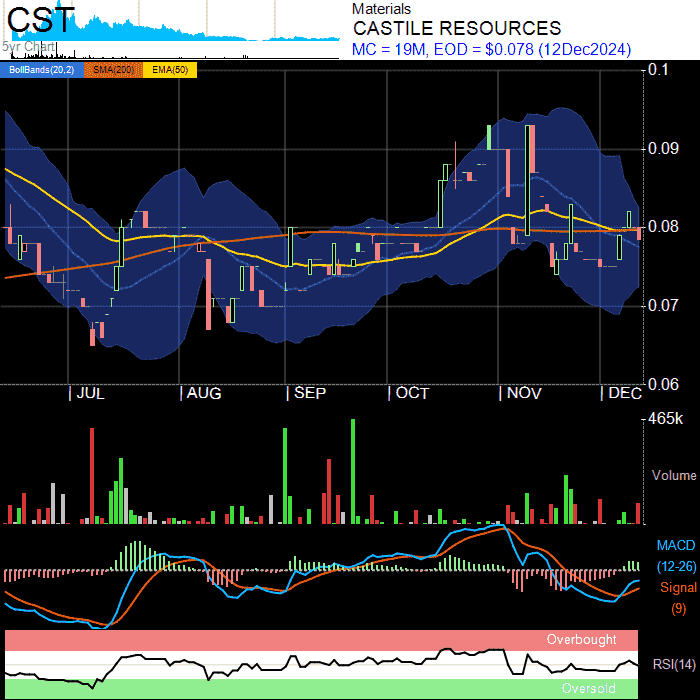 CST
5yr Chart
Materials
CASTILE RESOURCES
MC = 19M, EOD = $0.078 (12Dec2024)
BollBands(20,2) SMA(200) EMA(50)
0.1
0.09
0.08
0.07
0.06
| JUL | AUG | SEP | OCT | NOV | DEC
465k
Volume
MACD
(12-26)
Signal
(9)
Overbought
RSI(14)
Oversold